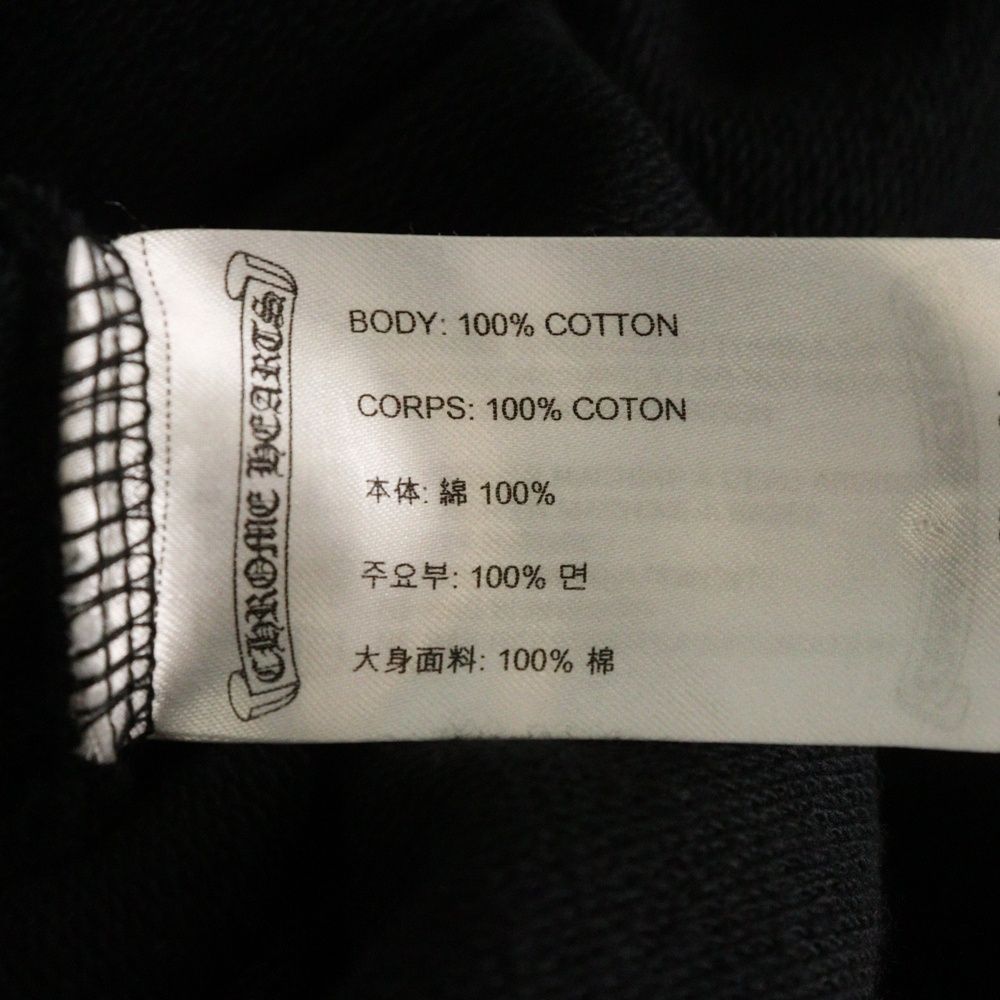 CHROME HEARTS
BODY: 100% COTTON
CORPS: 100% COTON
本体: 綿 100%
주요부: 100% 면
大身面料: 100% 棉